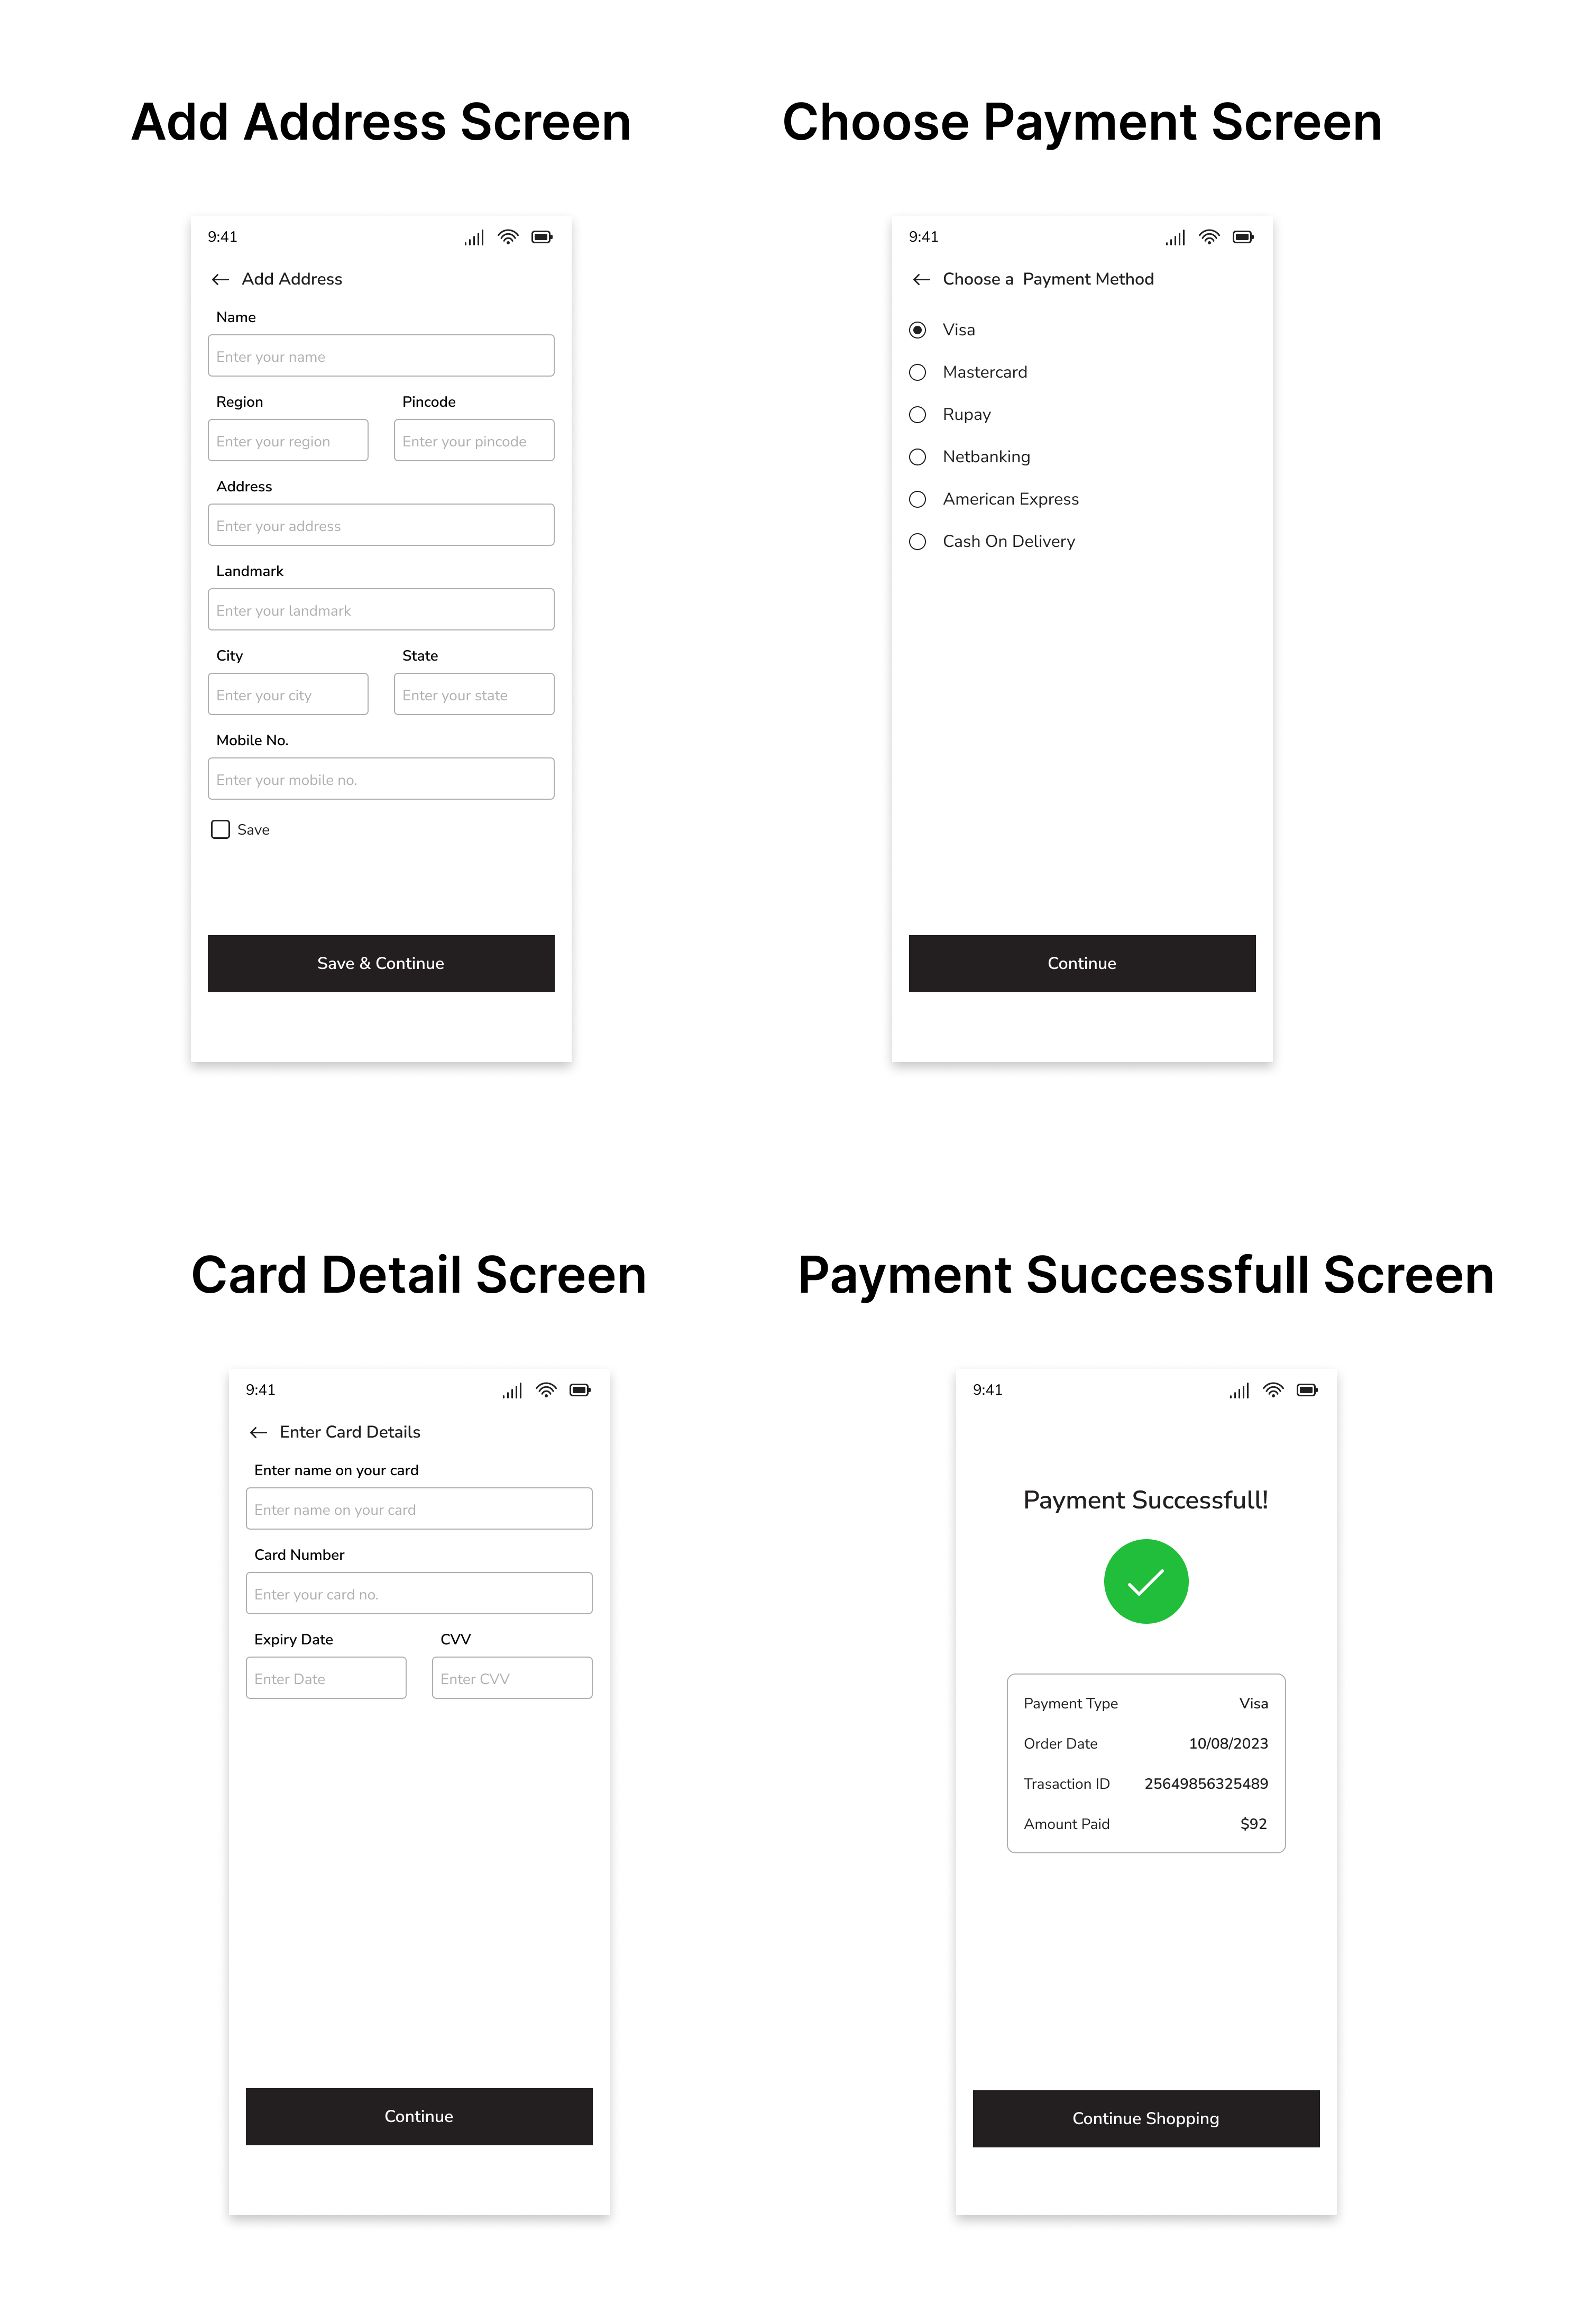 Add Address Screen
9:41
Add Address
Name
Enter your name
Region Pincode
Enter your region Enter your pincode
Address
Enter your address
Landmark
Enter your landmark
City State
Enter your city Enter your state
Mobile No.
Enter your mobile no.
Save
Save & Continue
Choose Payment Screen
9:41
Choose a  Payment Method
Visa
Mastercard
Rupay
Netbanking
American Express
Cash On Delivery
Continue
Card Detail Screen
9:41
Enter Card Details
Enter name on your card
Enter name on your card
Card Number
Enter your card no.
Expiry Date CVV
Enter Date Enter CVV
Continue
Payment Successfull Screen
9:41
Payment Successfull!
Payment Type Visa
Order Date 10/08/2023
Trasaction ID 25649856325489
Amount Paid $92
Continue Shopping